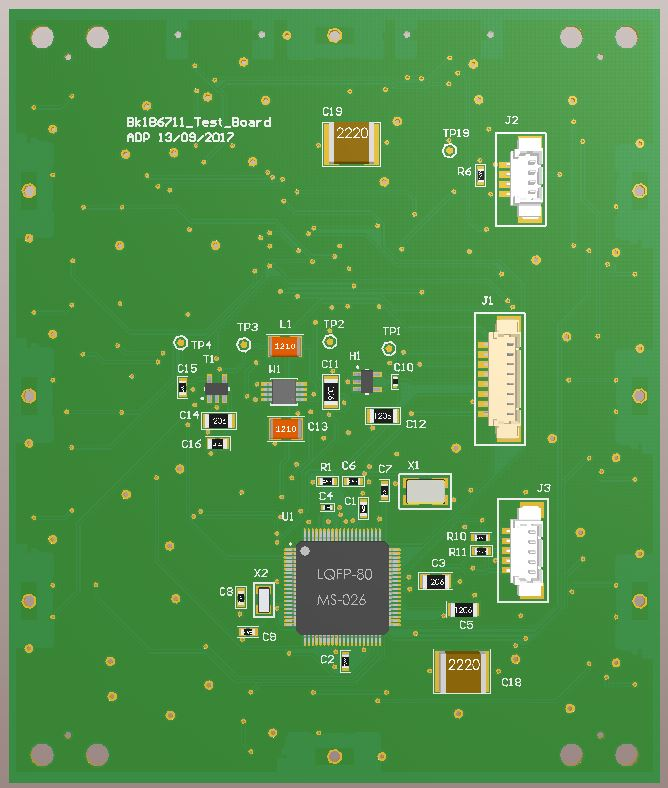 Bk186711_Test_Board
ADP 13/09/2017
C19
2220
TP19
J2
R6
J1
TP4
TP3
L1
1210
TP2
TP1
T1
C15
W1
C11
H1
C10
C14
C16
1210
C13
1206
C12
R1
C6
C7
X1
C4
C1
U1
LQFP-80
MS-026
J3
R10
R11
C3
X2
C8
1206
C5
C9
C2
2220
C18